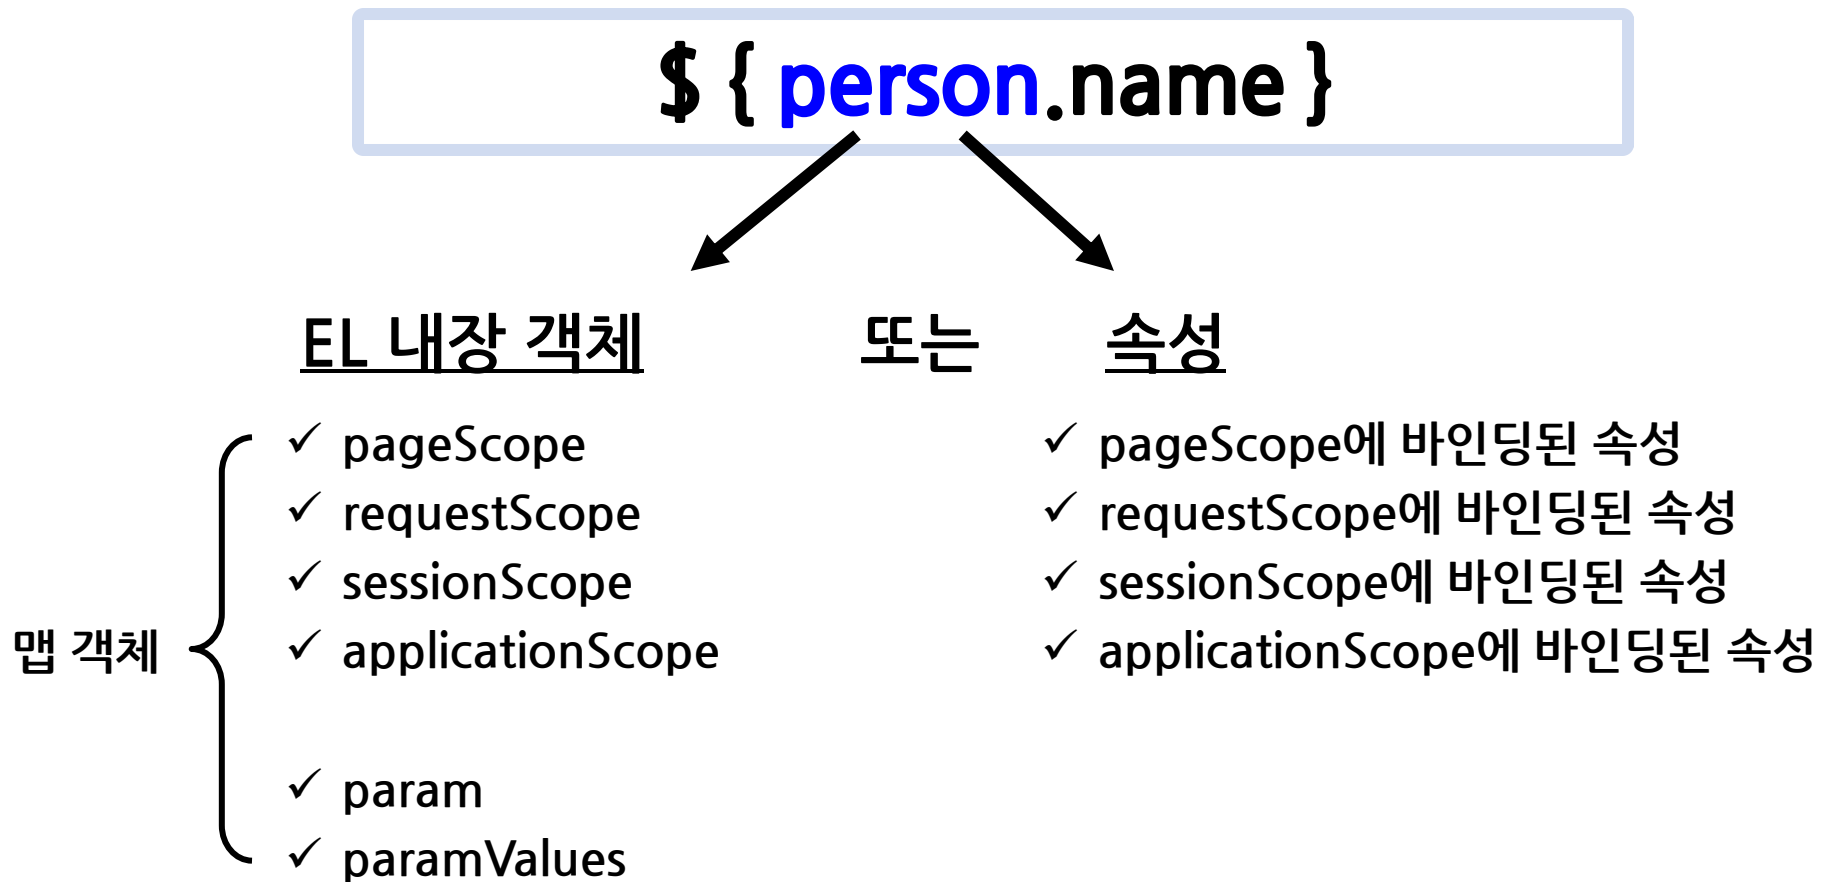 $ { person.name }
EL 내장 객체 또는 속성
✓ pageScope ✓ pageScope에 바인딩된 속성
✓ requestScope ✓ requestScope에 바인딩된 속성
✓ sessionScope ✓ sessionScope에 바인딩된 속성
맵 객체 ✓ applicationScope ✓ applicationScope에 바인딩된 속성
✓ param
✓ paramValues